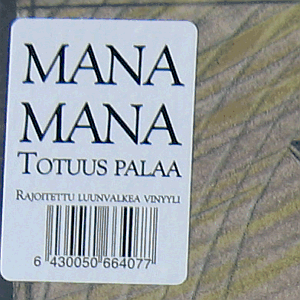 MANA
MANA
TOTUUS PALAA
RAJOITETTU LUUNVALKEA VINYYLI
6 430050 664077